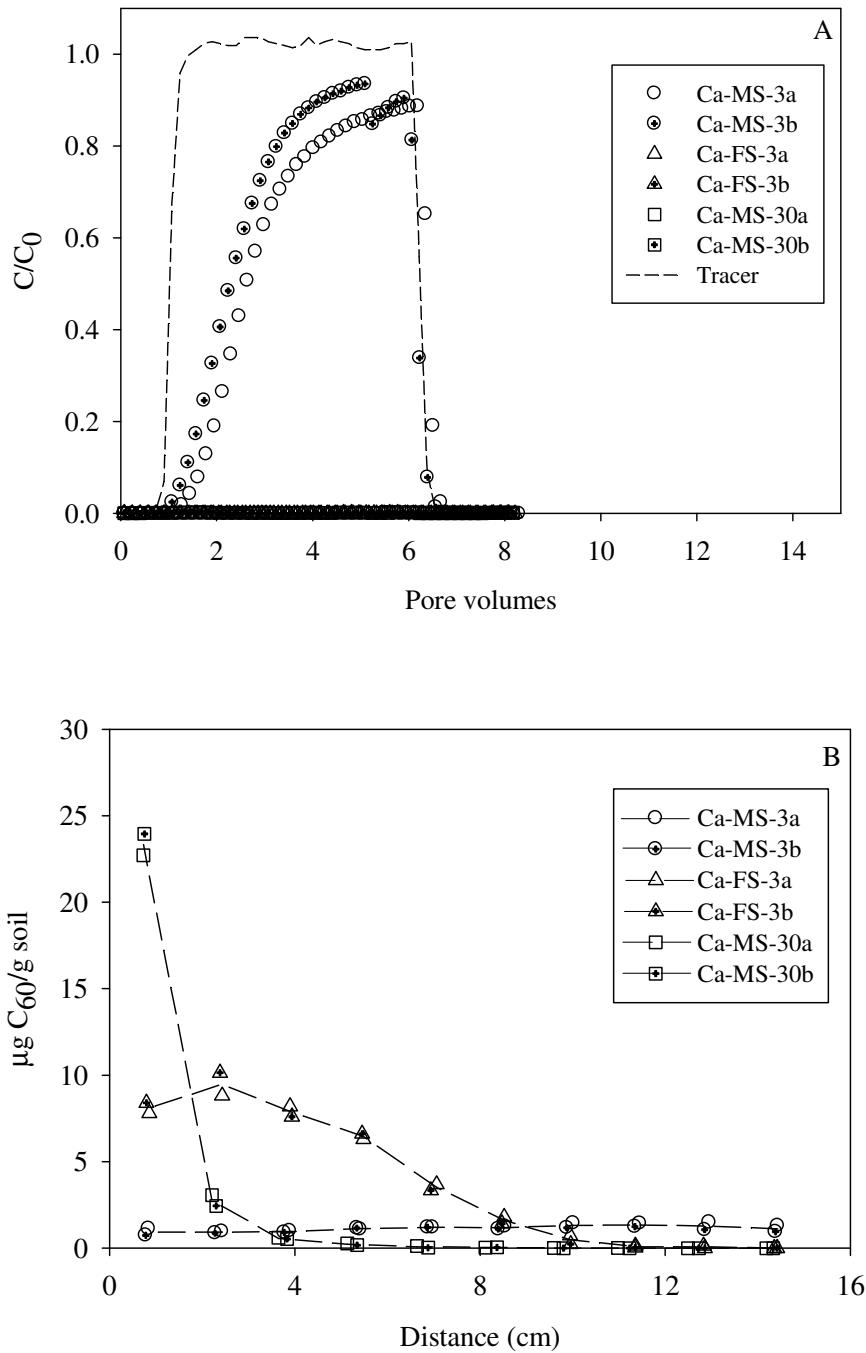 A
1.0
0.8
0.6
0.4
0.2
0.0
C/C0
0 2 4 6 8 10 12 14
Pore volumes
Ca-MS-3a
Ca-MS-3b
Ca-FS-3a
Ca-FS-3b
Ca-MS-30a
Ca-MS-30b
Tracer
B
30
25
20
15
10
5
0
µg C60/g soil
0 4 8 12 16
Distance (cm)
Ca-MS-3a
Ca-MS-3b
Ca-FS-3a
Ca-FS-3b
Ca-MS-30a
Ca-MS-30b